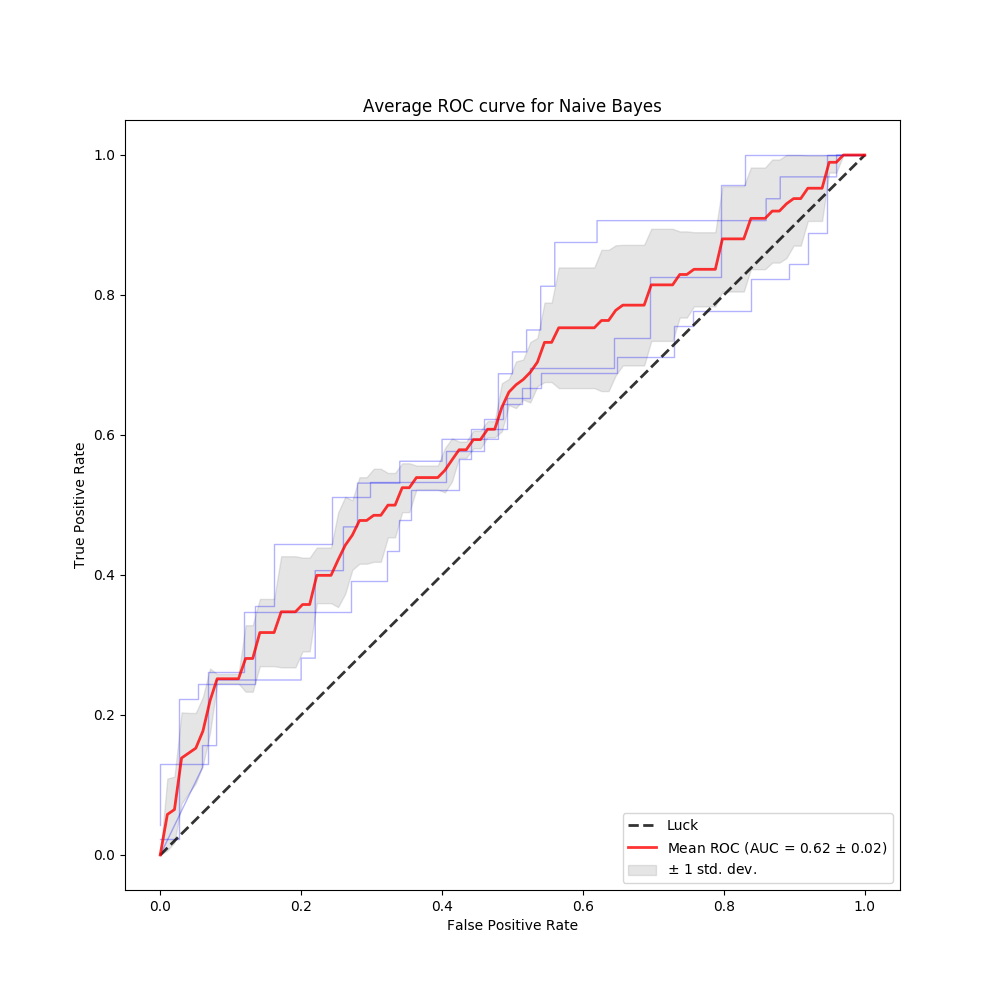 Average ROC curve for Naive Bayes
True Positive Rate
1.0
0.8
0.6
0.4
0.2
0.0
0.0 0.2 0.4 0.6 0.8 1.0
False Positive Rate
Luck
Mean ROC (AUC = 0.62 ± 0.02)
± 1 std. dev.